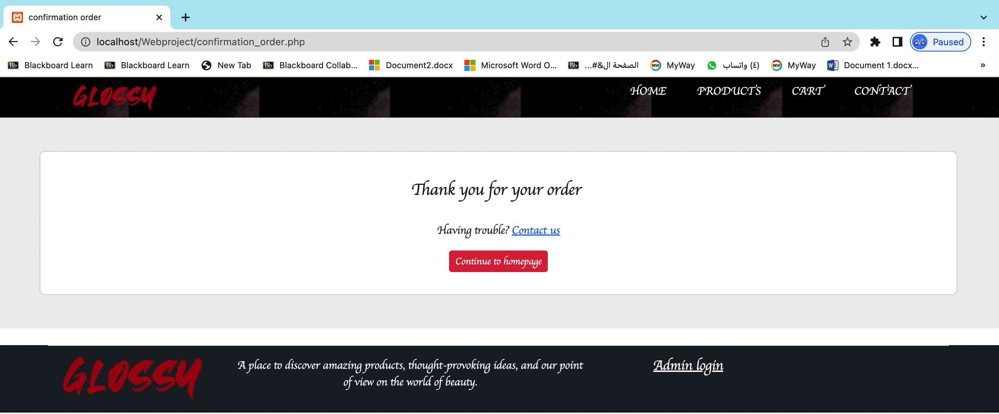 confirmation order
localhost/Webproject/confirmation_order.php
Paused
Blackboard Learn
Blackboard Learn
New Tab
Blackboard Collab...
Document2.docx
Microsoft Word O...
الصفحة ال&#...
MyWay
(٤) واتساب
MyWay
Document 1.docx...
»
GLOSSY
HOME PRODUCTS CART CONTACT
Thank you for your order
Having trouble? Contact us
Continue to homepage
GLOSSY
A place to discover amazing products, thought-provoking ideas, and our point
of view on the world of beauty.
Admin login